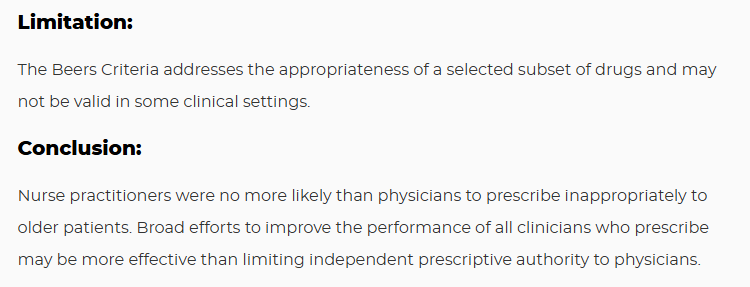 Limitation:
The Beers Criteria addresses the appropriateness of a selected subset of drugs and may
not be valid in some clinical settings.
Conclusion:
Nurse practitioners were no more likely than physicians to prescribe inappropriately to
older patients. Broad efforts to improve the performance of all clinicians who prescribe
may be more effective than limiting independent prescriptive authority to physicians.